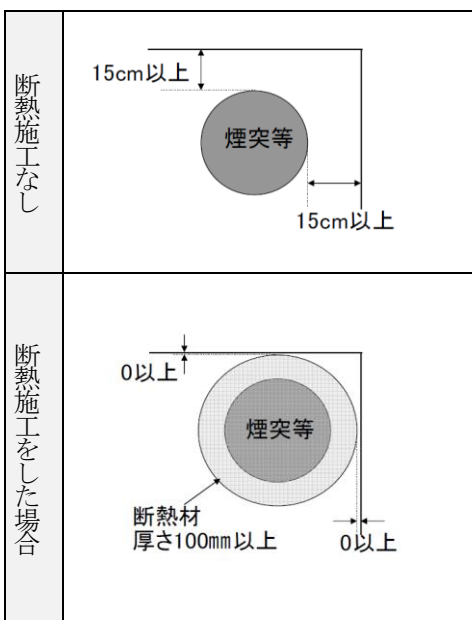 断熱施工なし
15cm以上
煙突等
15cm以上
断熱施工をした場合
0以上
煙突等
断熱材
厚さ100mm以上
0以上